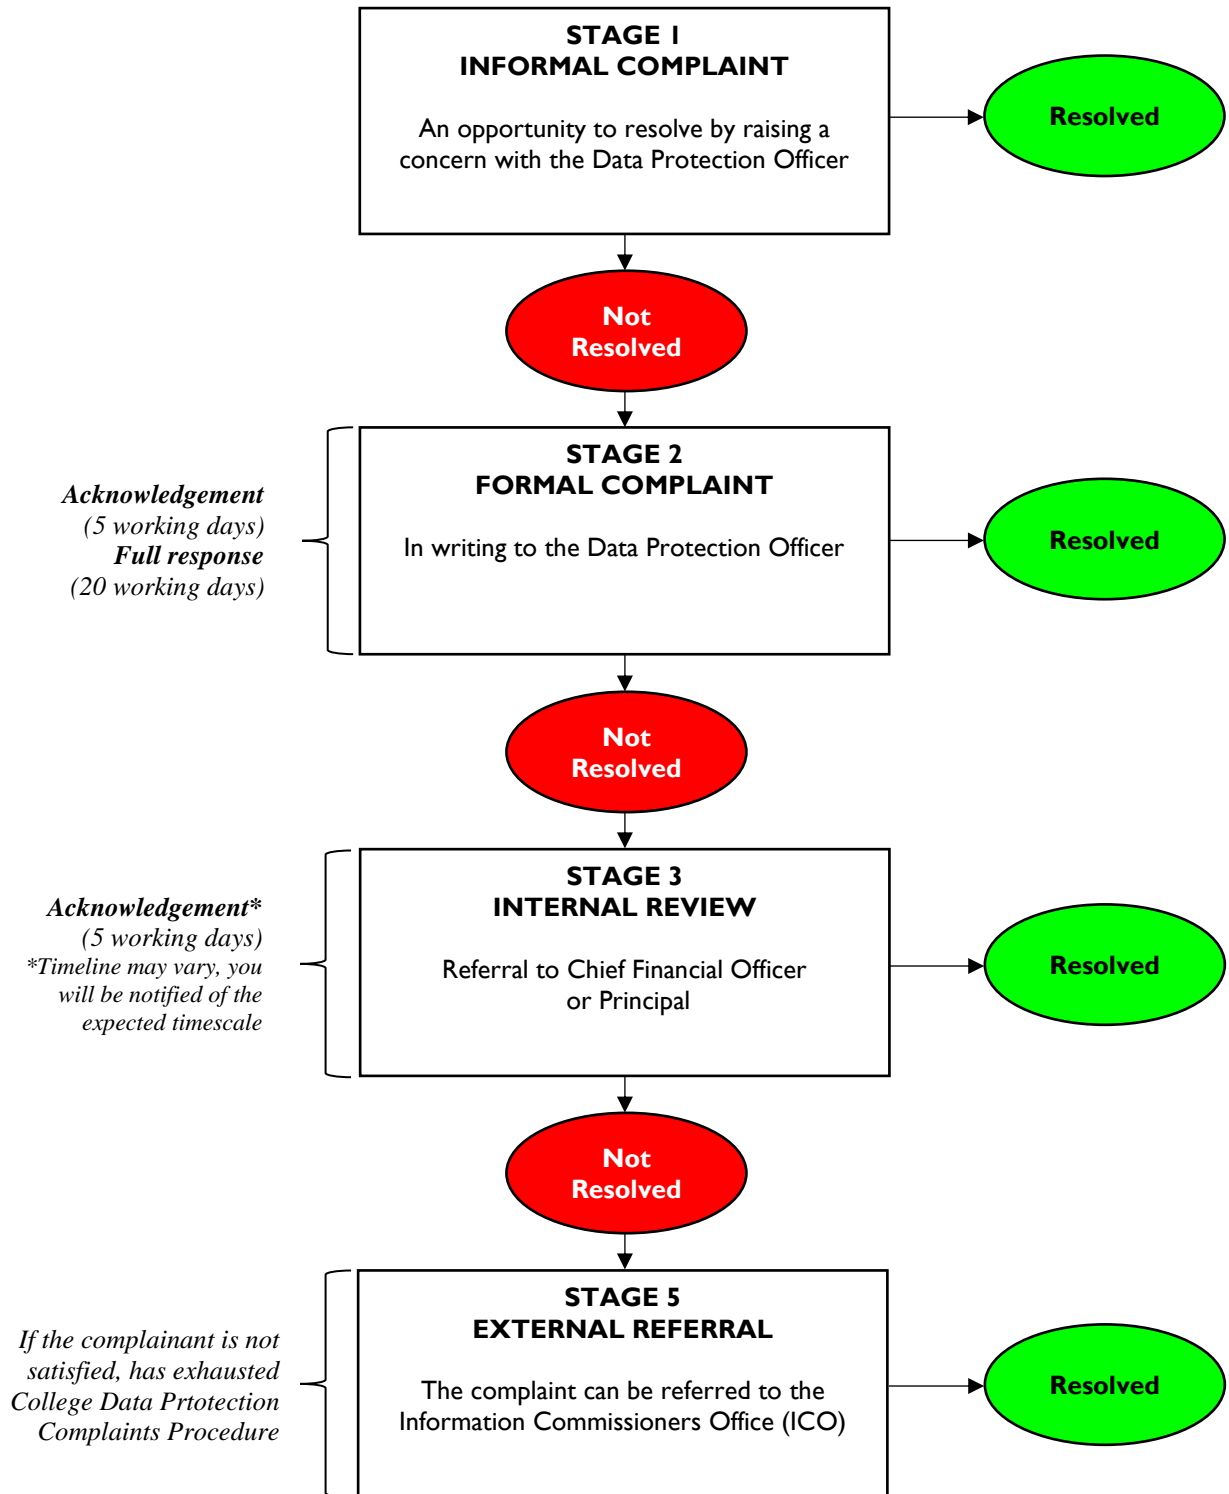 STAGE 1
INFORMAL COMPLAINT
An opportunity to resolve by raising a
concern with the Data Protection Officer
Resolved
Not
Resolved
Acknowledgement
(5 working days)
Full response
(20 working days)
STAGE 2
FORMAL COMPLAINT
In writing to the Data Protection Officer
Resolved
Not
Resolved
Acknowledgement*
(5 working days)
*Timeline may vary, you
will be notified of the
expected timescale
STAGE 3
INTERNAL REVIEW
Referral to Chief Financial Officer
or Principal
Resolved
Not
Resolved
If the complainant is not
satisfied, has exhausted
College Data Prtotection
Complaints Procedure
STAGE 5
EXTERNAL REFERRAL
The complaint can be referred to the
Information Commissioners Office (ICO)
Resolved